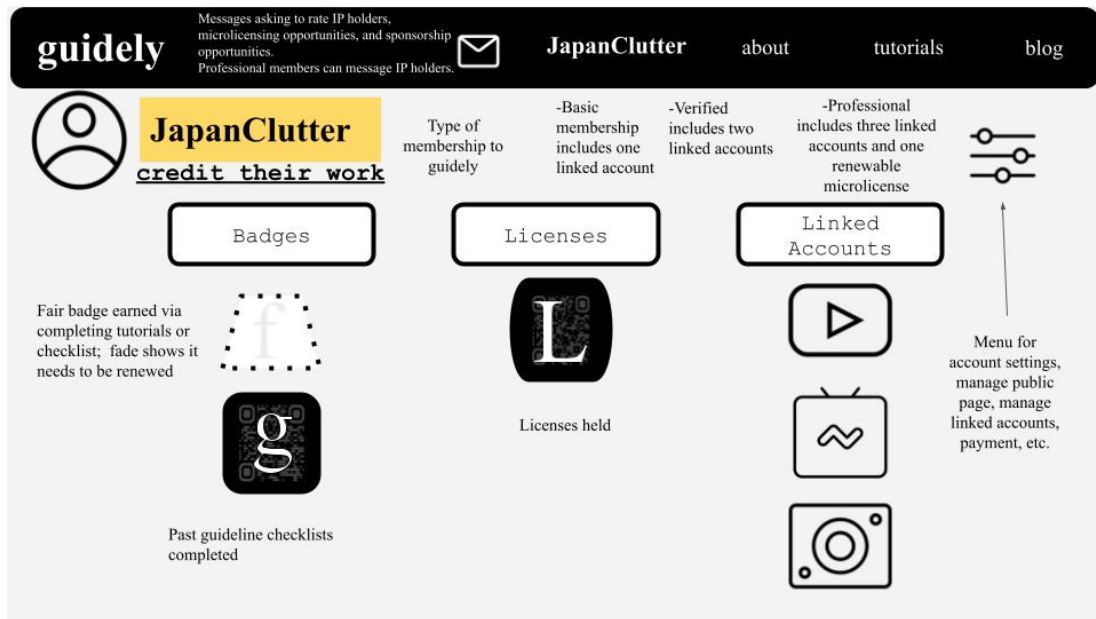 guidely
Messages asking to rate IP holders,
microlicensing opportunities, and sponsorship
opportunities.
Professional members can message IP holders.
JapanClutter
about
tutorials
blog
JapanClutter
credit their work
Type of
membership to
guidely
-Basic
membership
includes one
linked account
-Verified
includes two
linked accounts
-Professional
includes three linked
accounts and one
renewable
microlicense
Badges
Licenses
Linked
Accounts
Fair badge earned via
completing tutorials or
checklist; fade shows it
needs to be renewed
f
g
Past guideline checklists
completed
L
Licenses held
Menu for
account settings,
manage public
page, manage
linked accounts,
payment, etc.